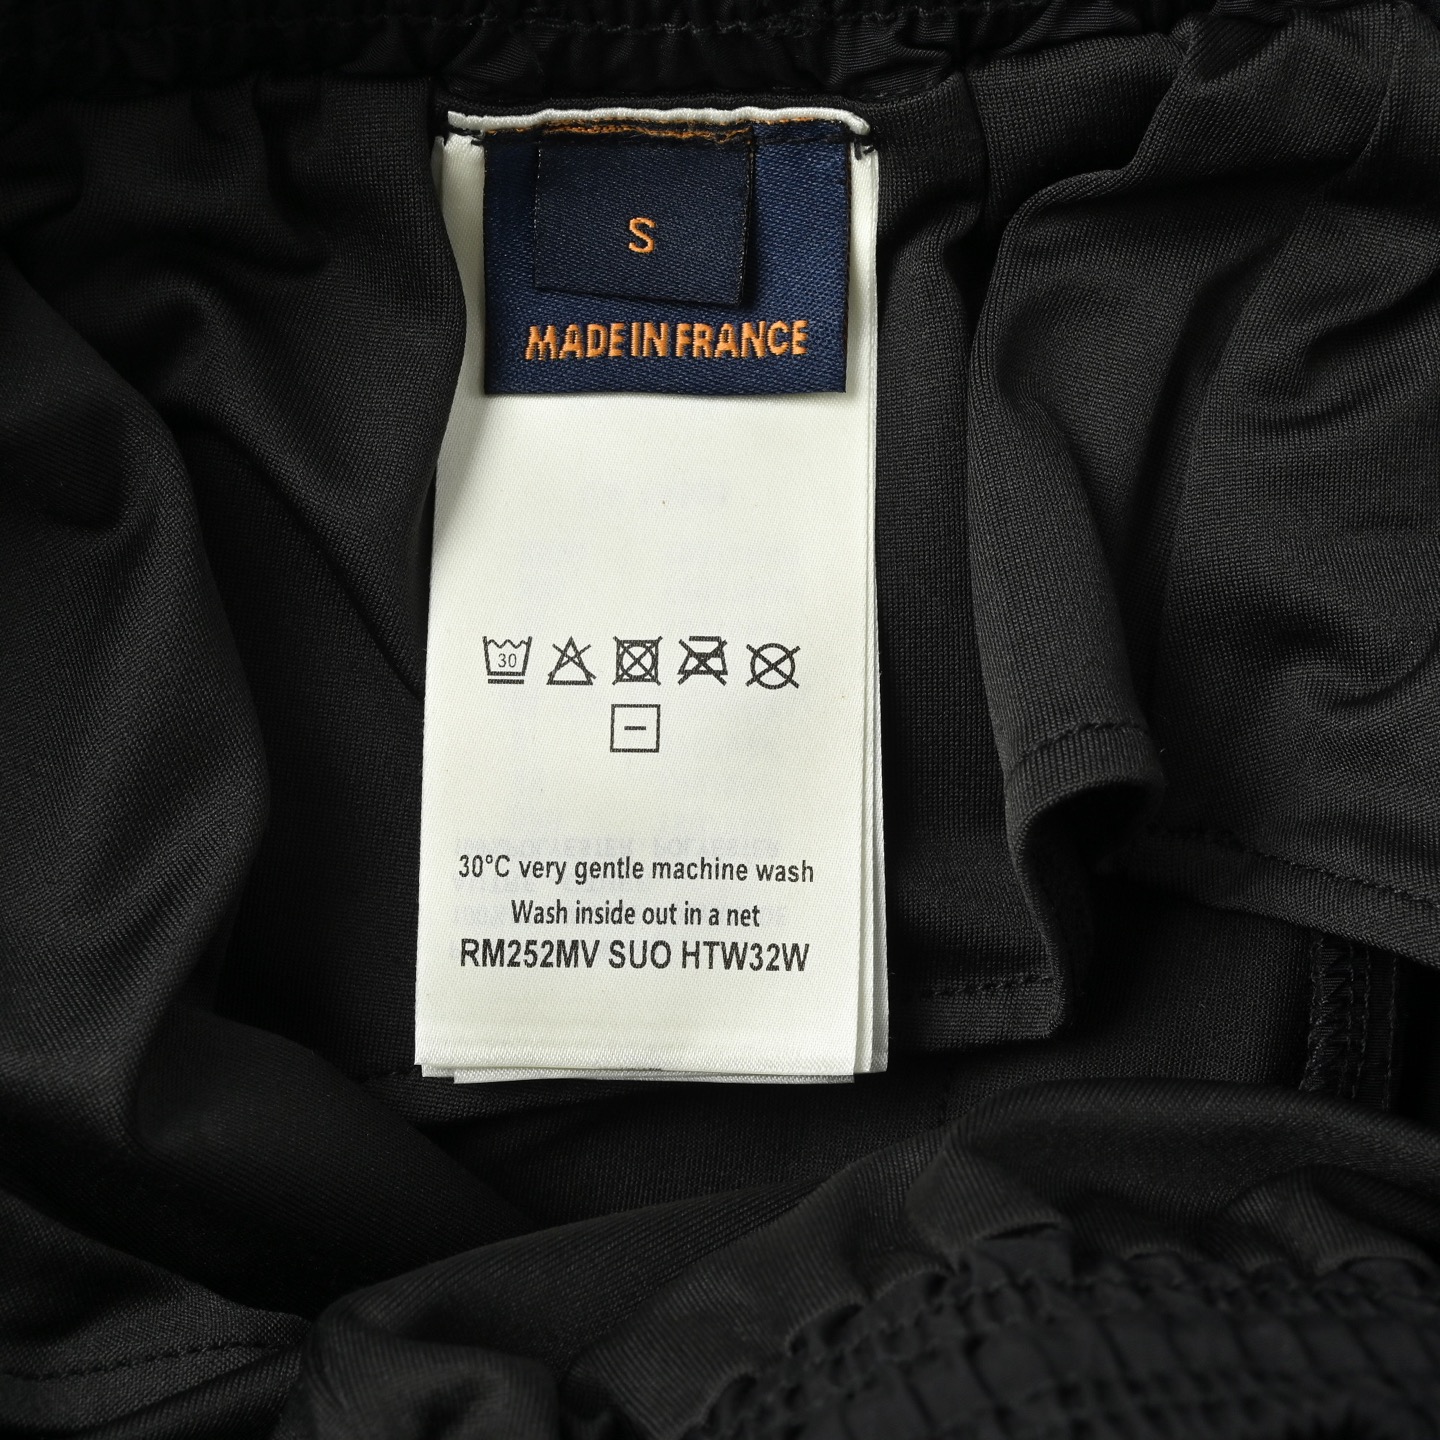 S
MADE IN FRANCE
30
30°C very gentle machine wash
Wash inside out in a net
RM252MV SUO HTW32W